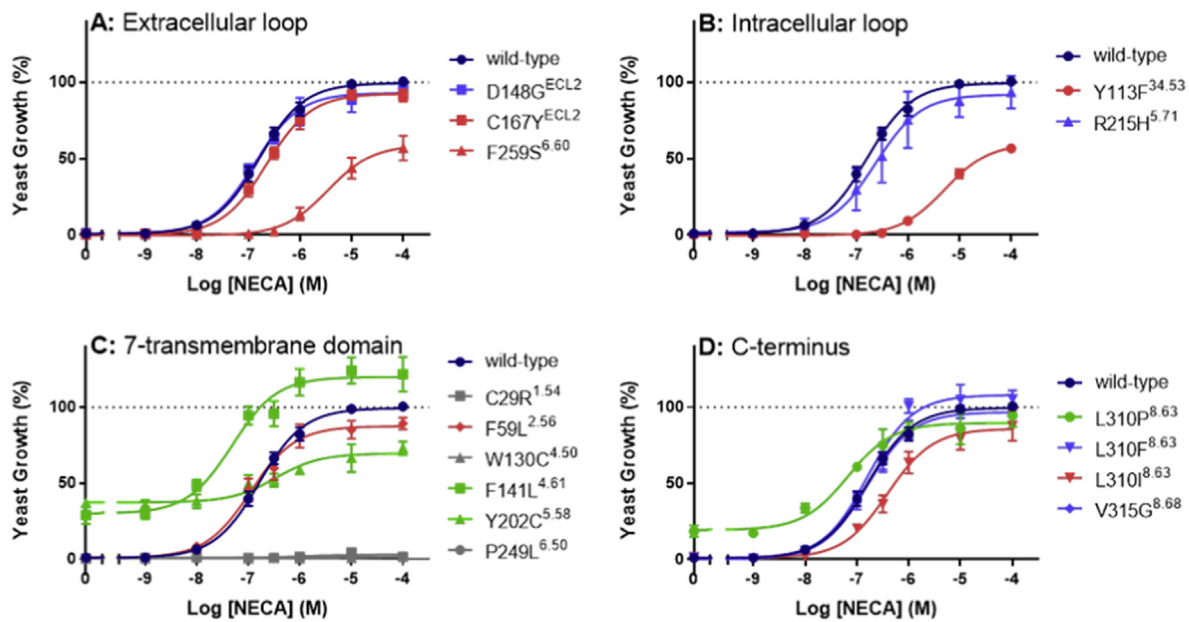 A: Extracellular loop
Yeast Growth (%)
100
50
0
0 -9 -8 -7 -6 -5 -4
Log [NECA] (M)
wild-type
D148G^ECL2
C167Y^ECL2
F259S^6.60
B: Intracellular loop
Yeast Growth (%)
100
50
0
0 -9 -8 -7 -6 -5 -4
Log [NECA] (M)
wild-type
Y113F^34.53
R215H^5.71
C: 7-transmembrane domain
Yeast Growth (%)
100
50
0
0 -9 -8 -7 -6 -5 -4
Log [NECA] (M)
wild-type
C29R^1.54
F59L^2.56
W130C^4.50
F141L^4.61
Y202C^5.58
P249L^6.50
D: C-terminus
Yeast Growth (%)
100
50
0
0 -9 -8 -7 -6 -5 -4
Log [NECA] (M)
wild-type
L310P^8.63
L310F^8.63
L310I^8.63
V315G^8.68